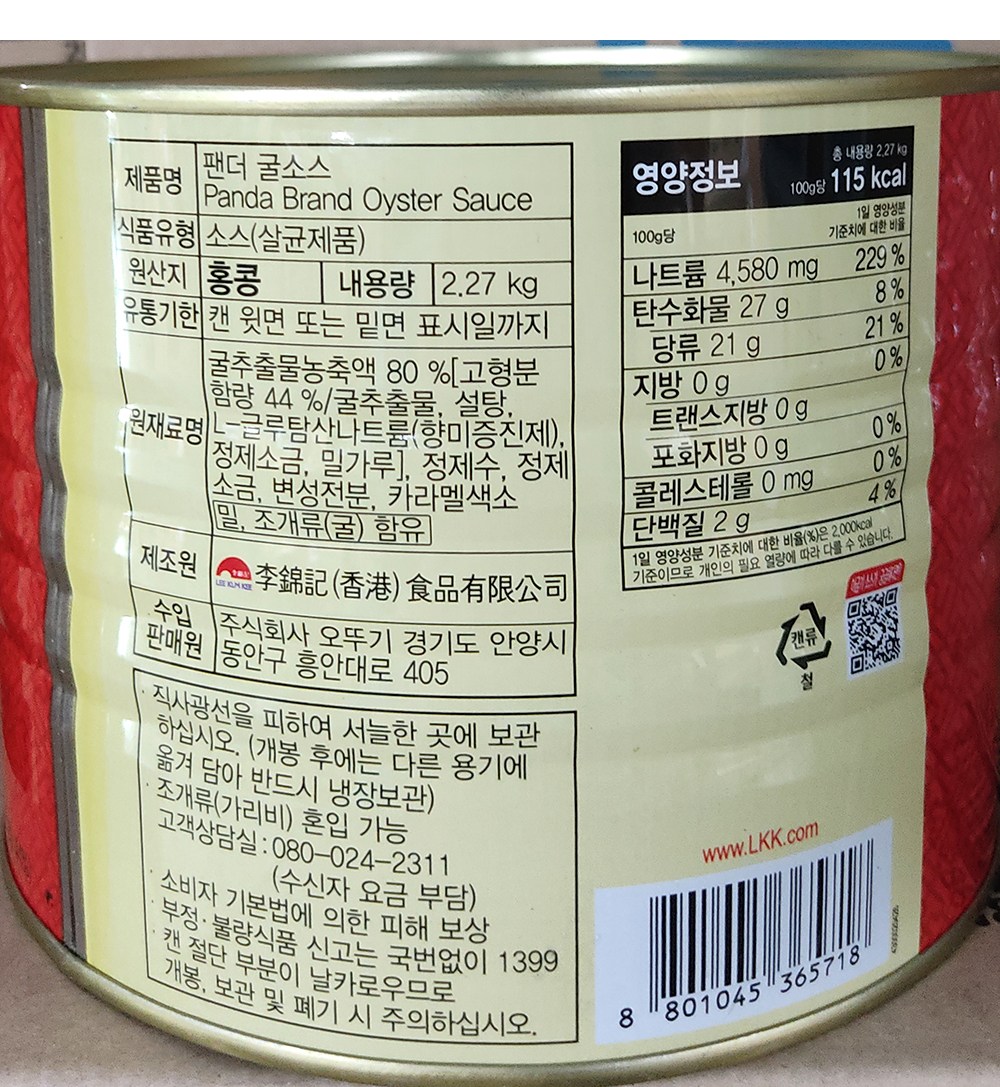 제품명
팬더 굴소스
Panda Brand Oyster Sauce
식품유형
소스(살균제품)
원산지
홍콩
내용량
2.27 kg
유통기한
캔 윗면 또는 밑면 표시일까지
원재료명
굴추출물농축액 80 %[고형분
함량 44 %/굴추출물, 설탕,
L-글루탐산나트륨(향미증진제),
정제소금, 밀가루], 정제수, 정제
소금, 변성전분, 카라멜색소
밀, 조개류(굴) 함유
제조원
LEE KUM KEE
李錦記(香港)食品有限公司
수입
판매원
주식회사 오뚜기 경기도 안양시
동안구 흥안대로 405
· 직사광선을 피하여 서늘한 곳에 보관
하십시오. (개봉 후에는 다른 용기에
옮겨 담아 반드시 냉장보관)
· 조개류(가리비) 혼입 가능
· 고객상담실:080-024-2311
(수신자 요금 부담)
· 소비자 기본법에 의한 피해 보상
· 부정·불량식품 신고는 국번없이 1399
· 캔 절단 부분이 날카로우므로
개봉, 보관 및 폐기 시 주의하십시오.
영양정보
총 내용량 2.27 kg
100g당 115 kcal
100g당
1일 영양성분
기준치에 대한 비율
나트륨 4,580 mg 229 %
탄수화물 27 g 8 %
당류 21 g 21 %
지방 0 g 0 %
트랜스지방 0 g
포화지방 0 g 0 %
콜레스테롤 0 mg 0 %
단백질 2 g 4 %
1일 영양성분 기준치에 대한 비율(%)은 2,000kcal
기준이므로 개인의 필요 열량에 따라 다를 수 있습니다.
캔류
철
www.LKK.com
8 801045 365718